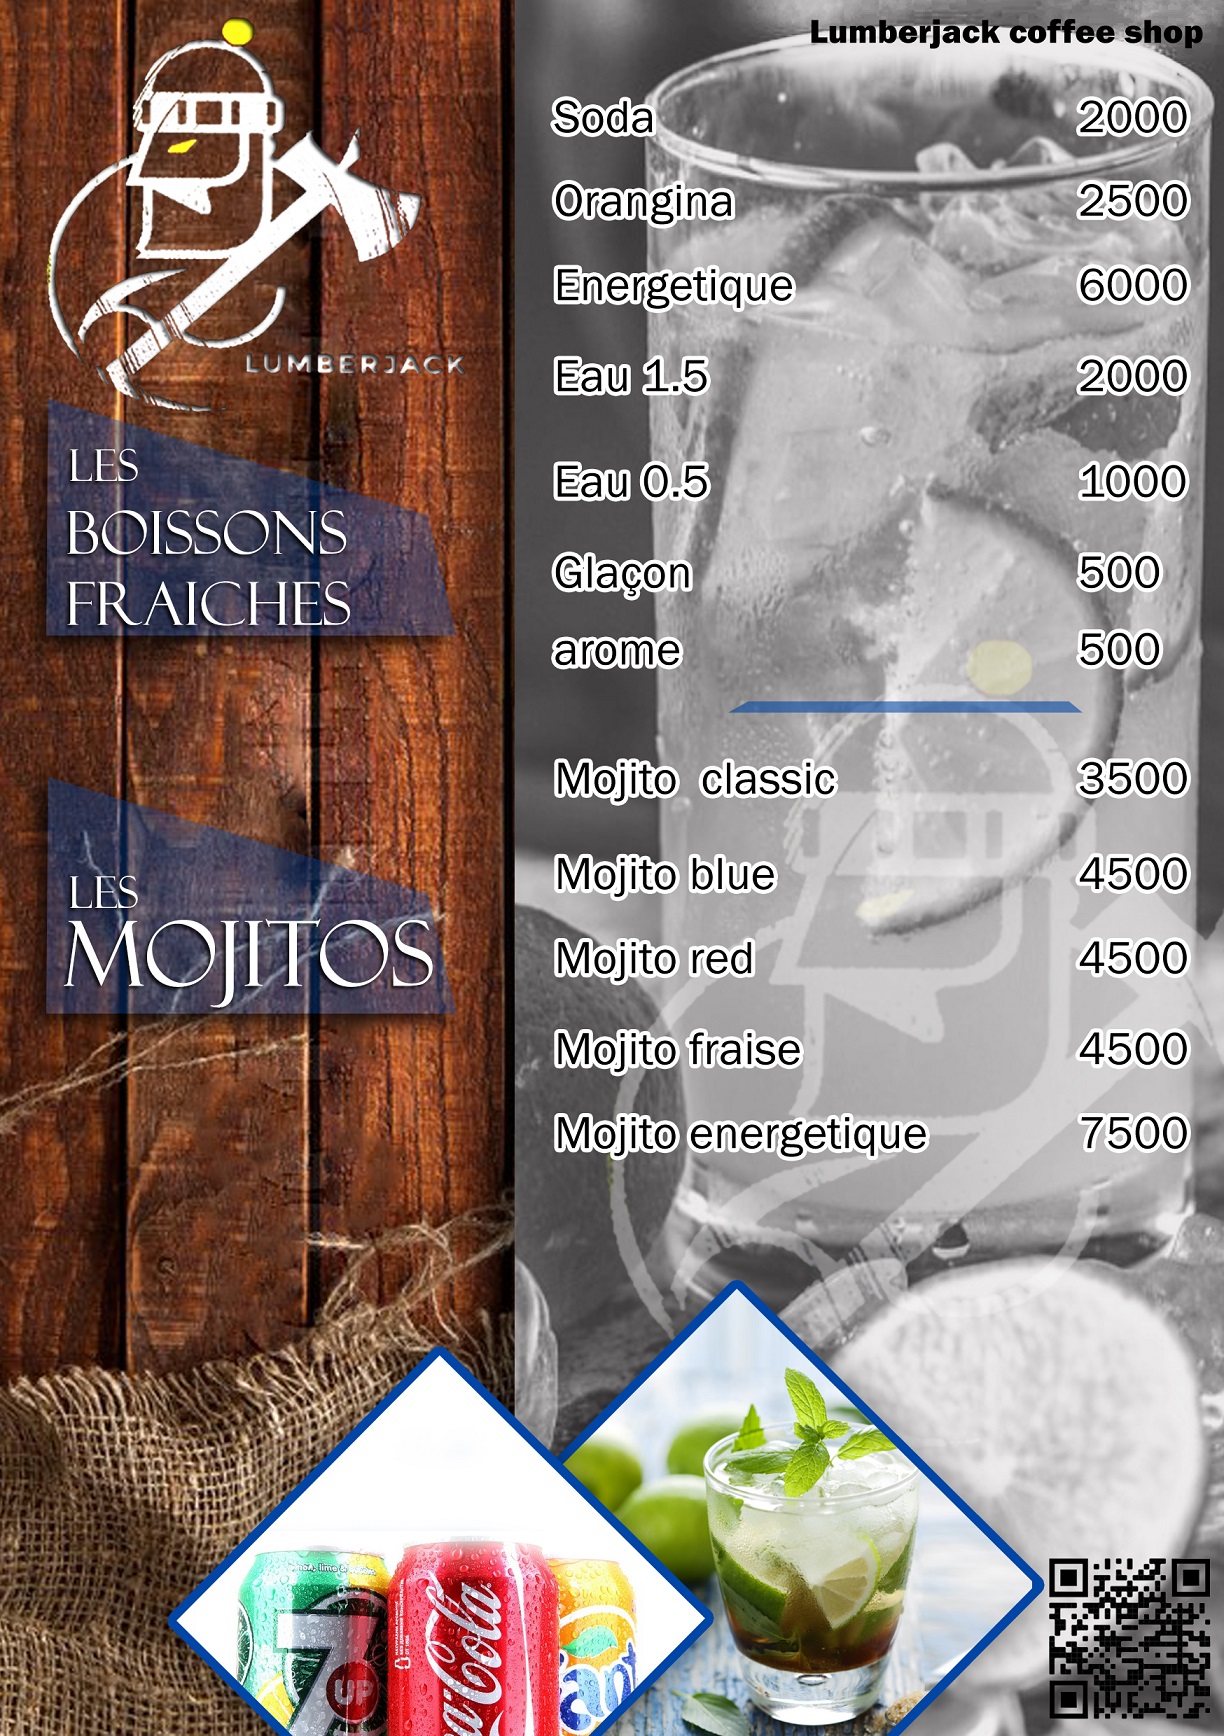 Lumberjack coffee shop
LUMBERJACK
LES
BOISSONS
FRAICHES
Soda 2000
Orangina 2500
Energetique 6000
Eau 1.5 2000
Eau 0.5 1000
Glaçon 500
arome 500
LES
MOJITOS
Mojito classic 3500
Mojito blue 4500
Mojito red 4500
Mojito fraise 4500
Mojito energetique 7500
7
UP
Coca-Cola